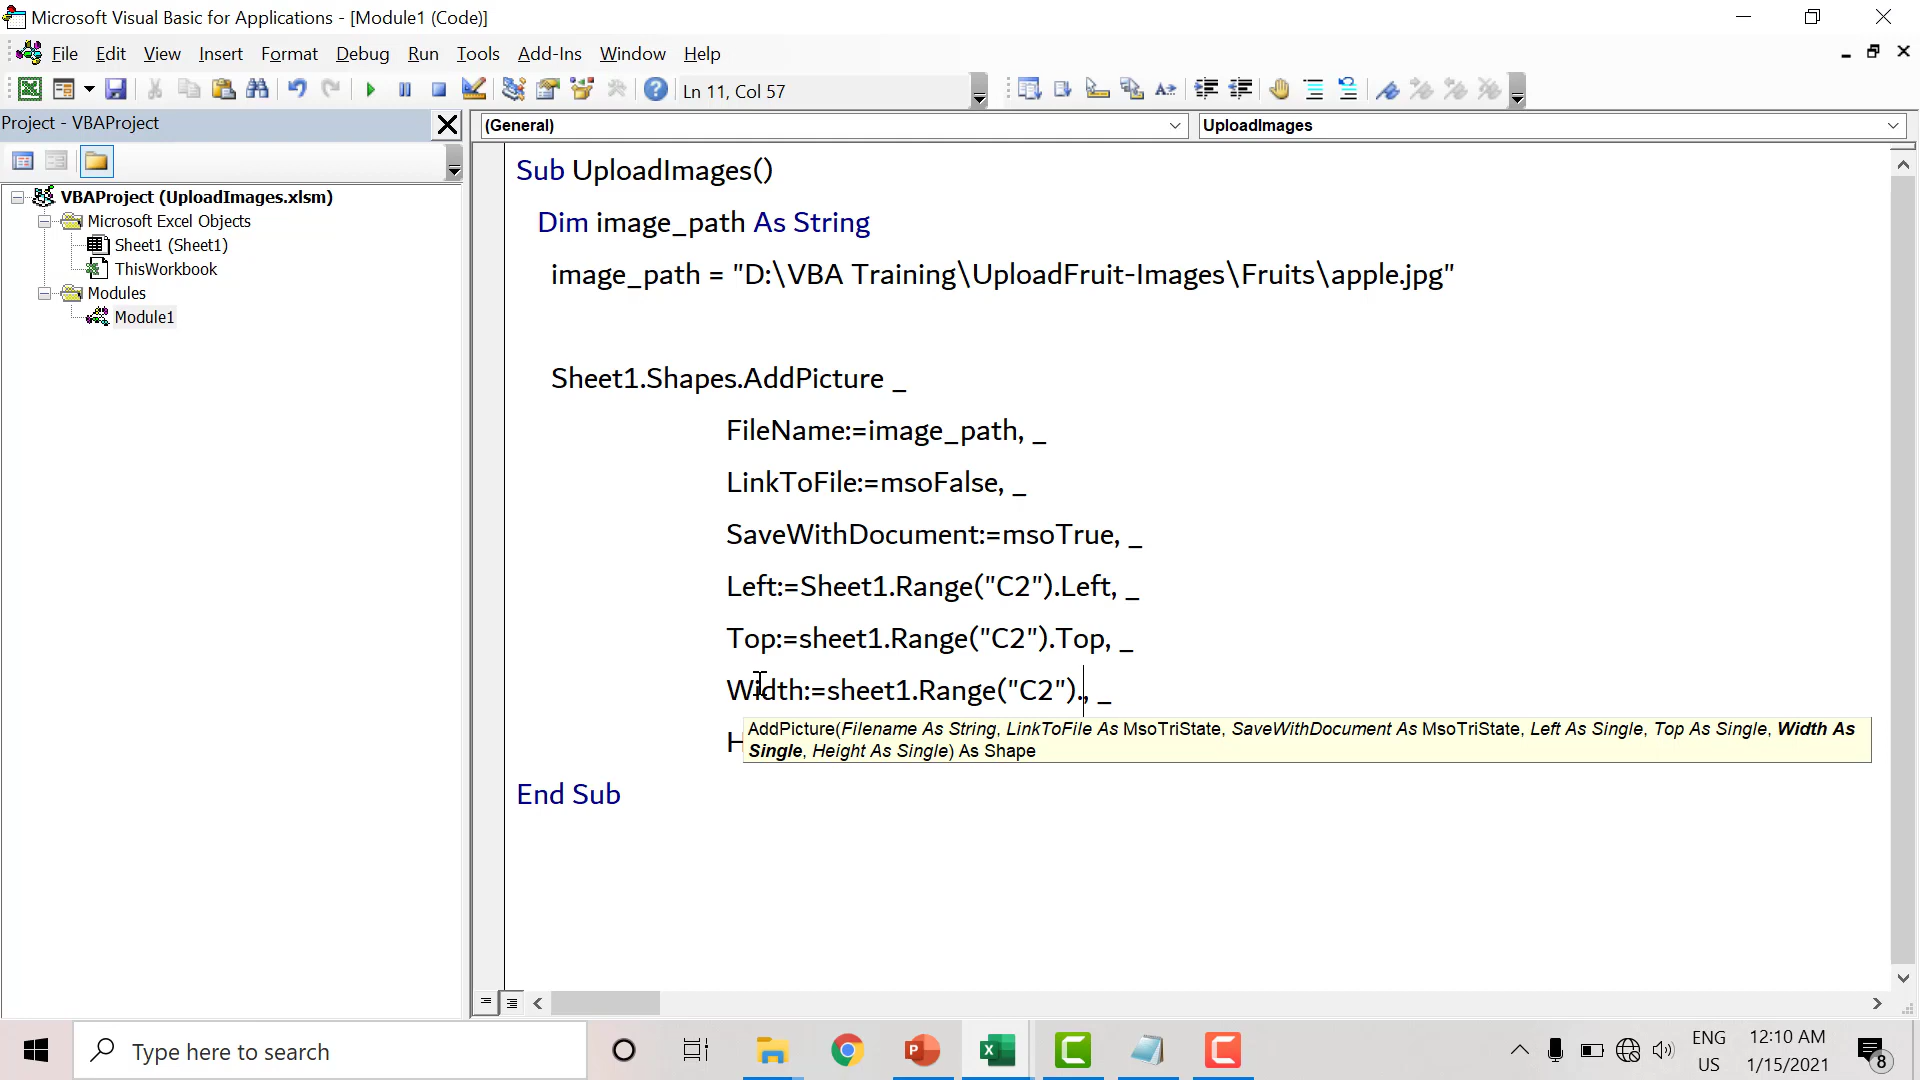 Microsoft Visual Basic for Applications - [Module1 (Code)]
File Edit View Insert Format Debug Run Tools Add-Ins Window Help
Ln 11, Col 57
Project - VBAProject
(General)
UploadImages
VBAProject (UploadImages.xlsm)
Microsoft Excel Objects
Sheet1 (Sheet1)
ThisWorkbook
Modules
Module1
Sub UploadImages()
Dim image_path As String
image_path = "D:\VBA Training\UploadFruit-Images\Fruits\apple.jpg"
Sheet1.Shapes.AddPicture _
FileName:=image_path, _
LinkToFile:=msoFalse, _
SaveWithDocument:=msoTrue, _
Left:=Sheet1.Range("C2").Left, _
Top:=sheet1.Range("C2").Top, _
Width:=sheet1.Range("C2")., _
H
AddPicture(Filename As String, LinkToFile As MsoTriState, SaveWithDocument As MsoTriState, Left As Single, Top As Single, Width As
Single, Height As Single) As Shape
End Sub
Type here to search
ENG
US
12:10 AM
1/15/2021
8